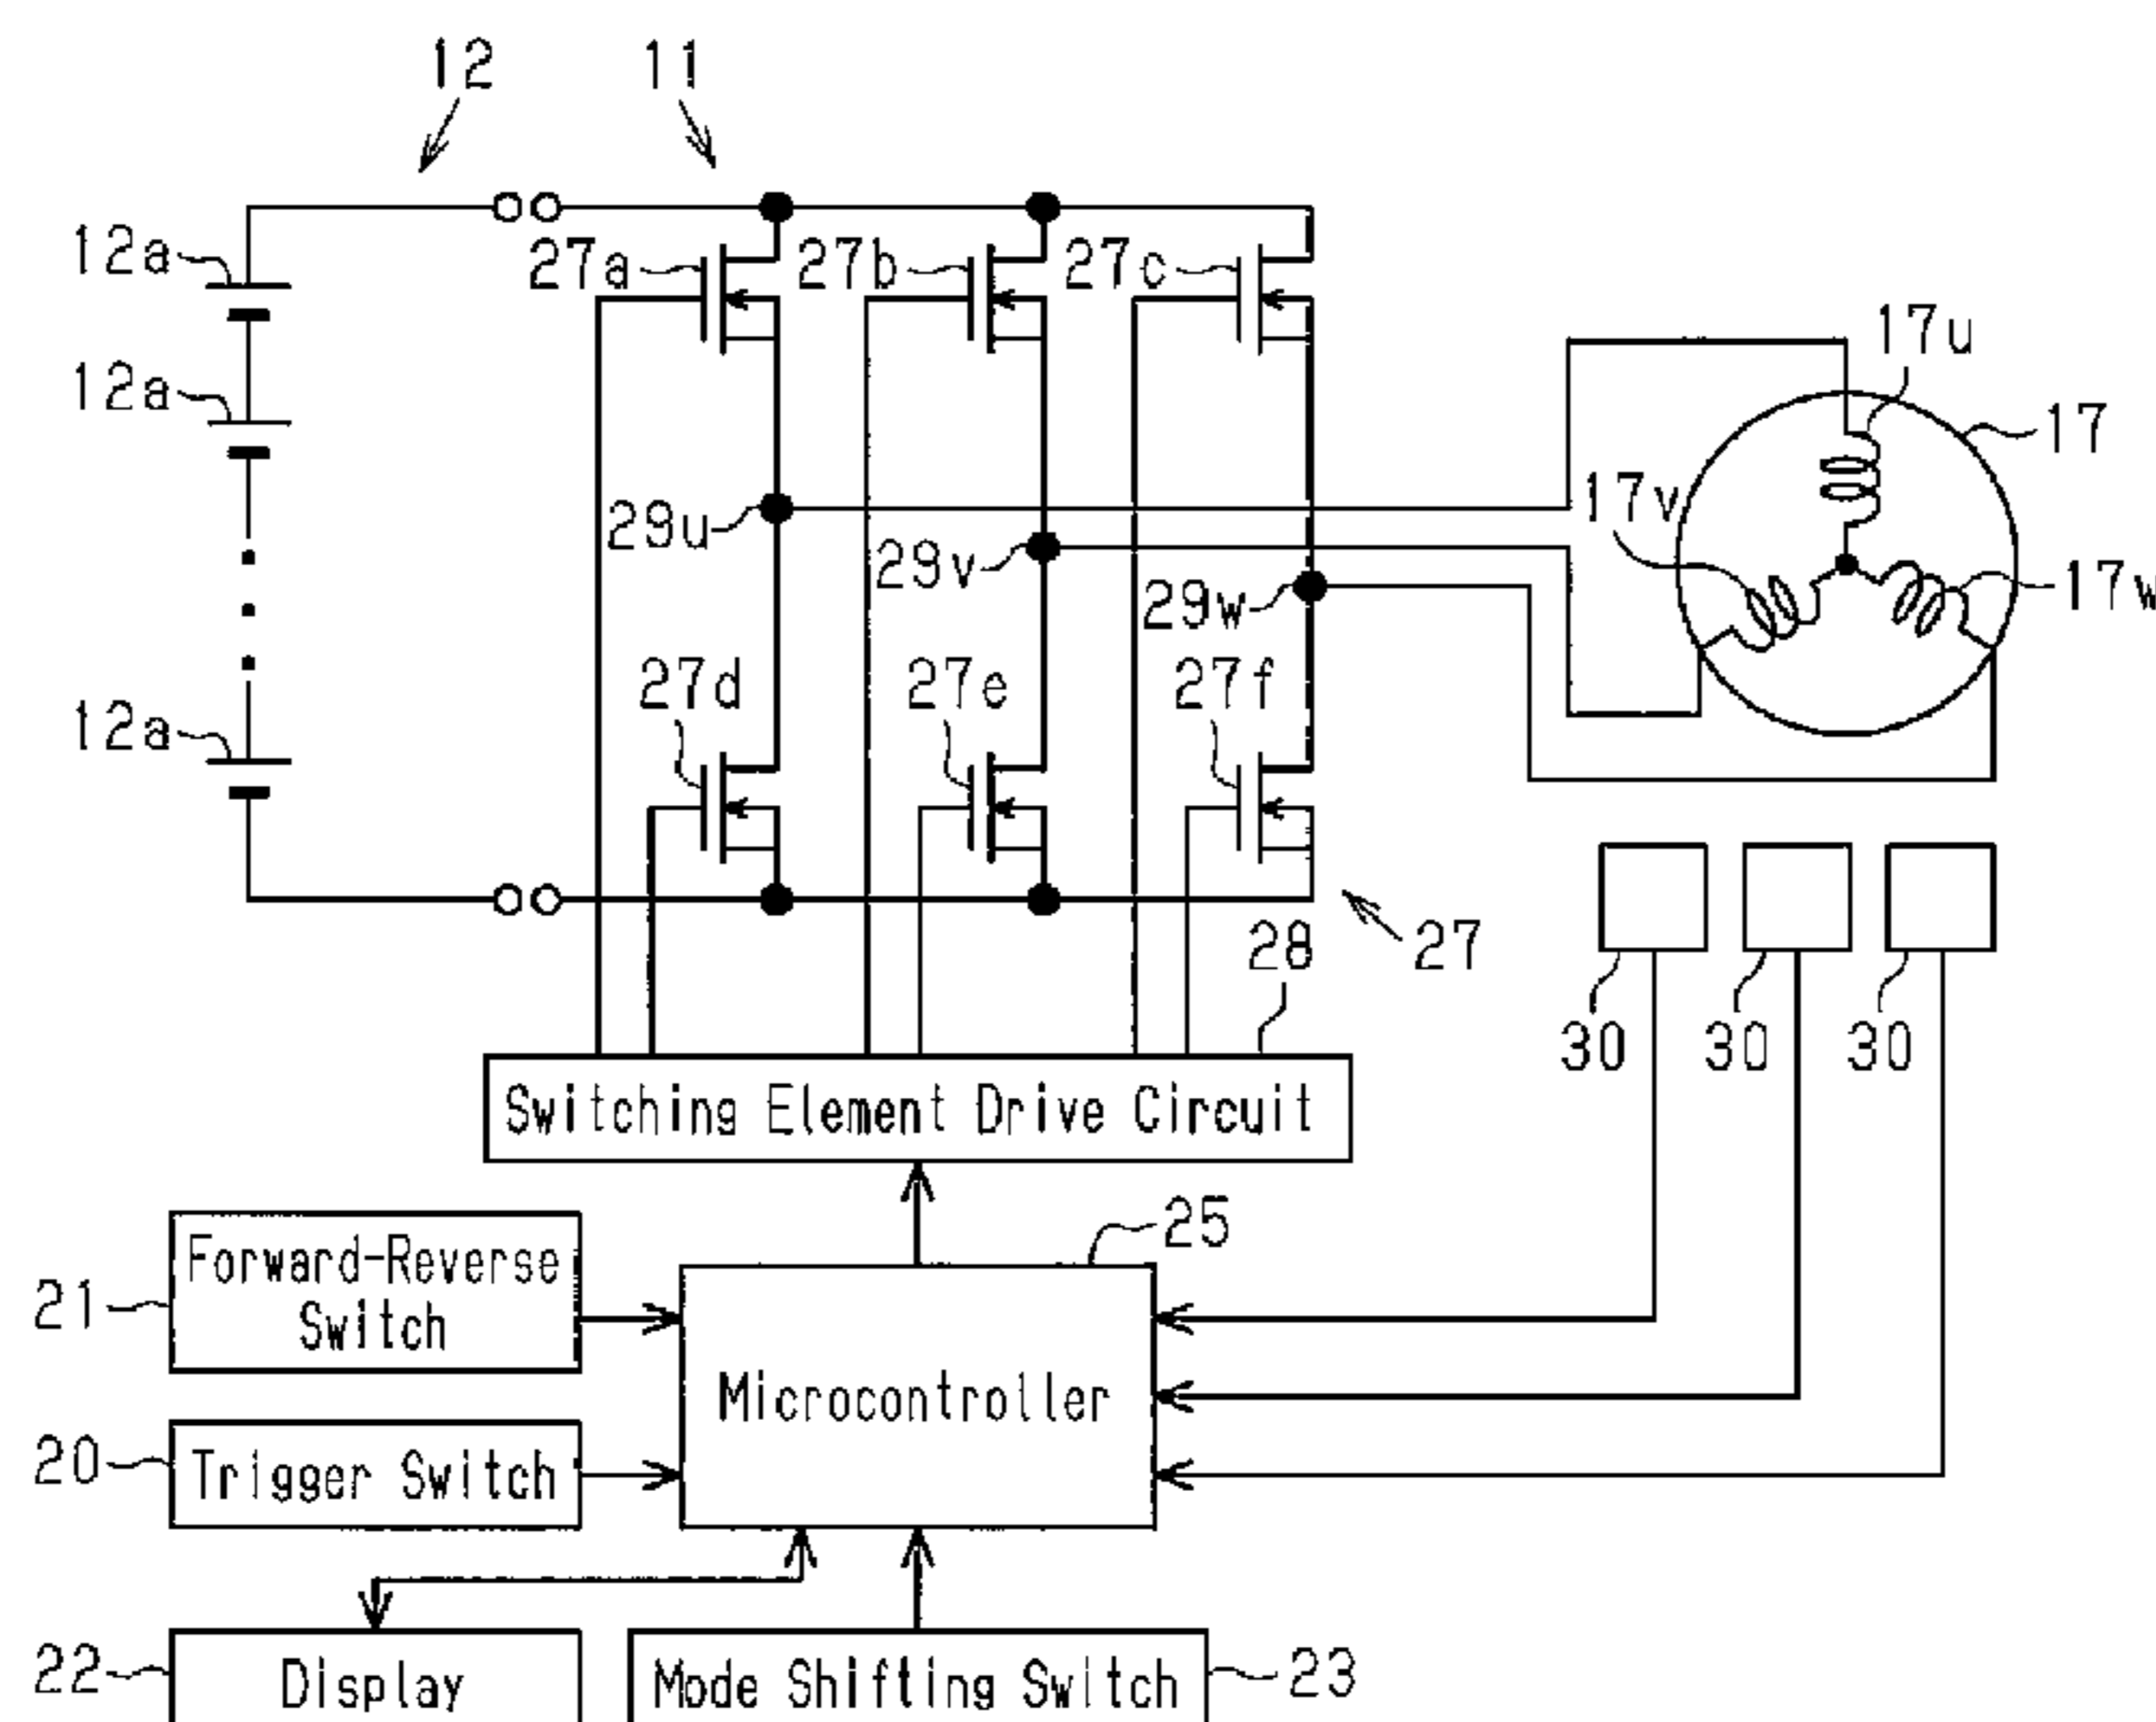 12
11
12a
27a
27b
27c
17u
12a
17
17v
29u
29v
17w
29w
27d
27e
27f
12a
28
27
30
30
30
Switching Element Drive Circuit
25
Forward-Reverse
Switch
21
Microcontroller
20
Trigger Switch
22
Display
Mode Shifting Switch
23